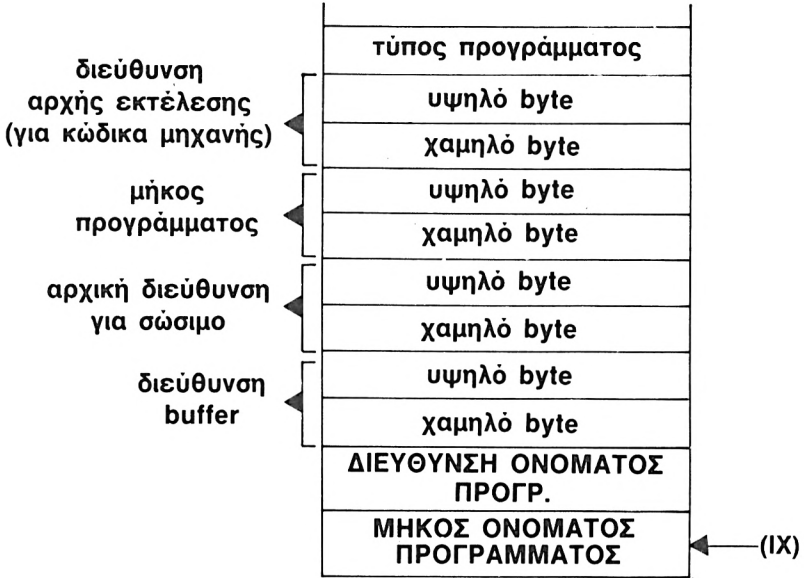 τύπος προγράμματος
διεύθυνση
αρχής εκτέλεσης
(για κώδικα μηχανής)
υψηλό byte
χαμηλό byte
μήκος
προγράμματος
υψηλό byte
χαμηλό byte
αρχική διεύθυνση
για σώσιμο
υψηλό byte
χαμηλό byte
διεύθυνση
buffer
υψηλό byte
χαμηλό byte
ΔΙΕΥΘΥΝΣΗ ΟΝΟΜΑΤΟΣ
ΠΡΟΓΡ.
ΜΗΚΟΣ ΟΝΟΜΑΤΟΣ
ΠΡΟΓΡΑΜΜΑΤΟΣ
(IX)